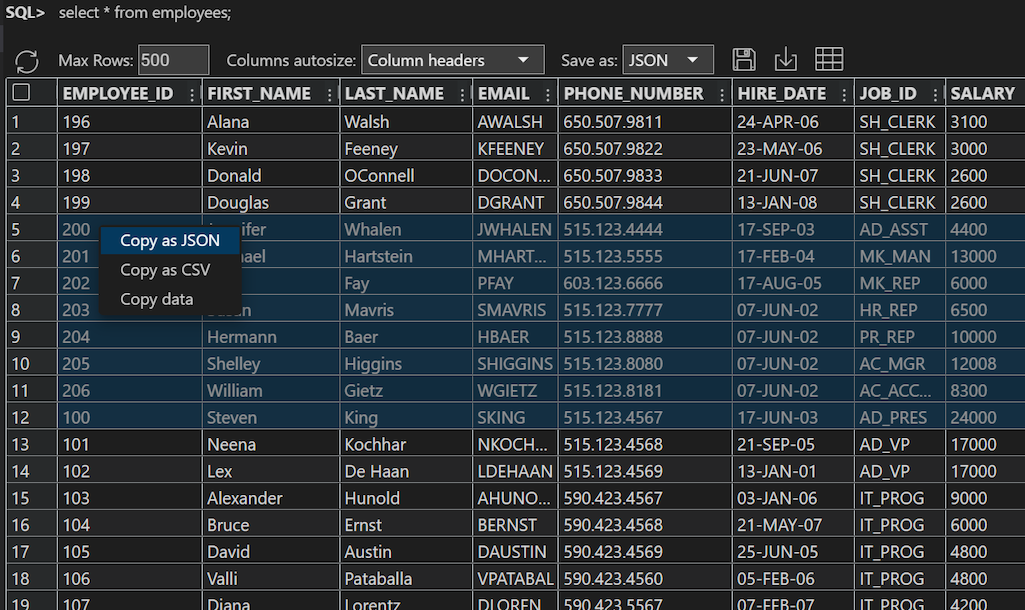 SQL> select * from employees;
Max Rows: 500 Columns autosize: Column headers Save as: JSON
EMPLOYEE_ID FIRST_NAME LAST_NAME EMAIL PHONE_NUMBER HIRE_DATE JOB_ID SALARY
1 196 Alana Walsh AWALSH 650.507.9811 24-APR-06 SH_CLERK 3100
2 197 Kevin Feeney KFEENEY 650.507.9822 23-MAY-06 SH_CLERK 3000
3 198 Donald OConnell DOCON... 650.507.9833 21-JUN-07 SH_CLERK 2600
4 199 Douglas Grant DGRANT 650.507.9844 13-JAN-08 SH_CLERK 2600
5 200 Whalen JWHALEN 515.123.4444 17-SEP-03 AD_ASST 4400
Copy as JSON
6 201 Hartstein MHART... 515.123.5555 17-FEB-04 MK_MAN 13000
Copy as CSV
7 202 Fay PFAY 603.123.6666 17-AUG-05 MK_REP 6000
Copy data
8 203 Mavris SMAVRIS 515.123.7777 07-JUN-02 HR_REP 6500
9 204 Hermann Baer HBAER 515.123.8888 07-JUN-02 PR_REP 10000
10 205 Shelley Higgins SHIGGINS 515.123.8080 07-JUN-02 AC_MGR 12008
11 206 William Gietz WGIETZ 515.123.8181 07-JUN-02 AC_ACC... 8300
12 100 Steven King SKING 515.123.4567 17-JUN-03 AD_PRES 24000
13 101 Neena Kochhar NKOCH... 515.123.4568 21-SEP-05 AD_VP 17000
14 102 Lex De Haan LDEHAAN 515.123.4569 13-JAN-01 AD_VP 17000
15 103 Alexander Hunold AHUNO... 590.423.4567 03-JAN-06 IT_PROG 9000
16 104 Bruce Ernst BERNST 590.423.4568 21-MAY-07 IT_PROG 6000
17 105 David Austin DAUSTIN 590.423.4569 25-JUN-05 IT_PROG 4800
18 106 Valli Pataballa VPATABAL 590.423.4560 05-FEB-06 IT_PROG 4800
19 107 Diana Lorentz DLOREN 590.423.5567 07-FEB-07 IT_PROG 4200